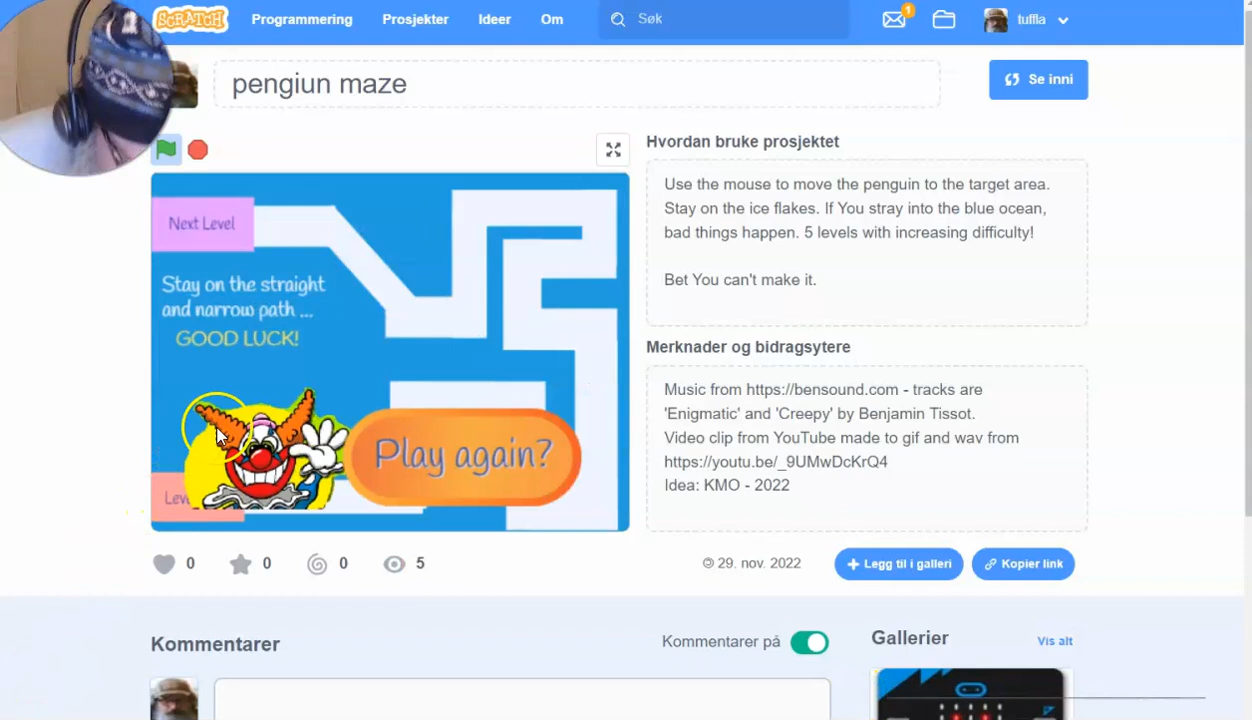 SCRATCH
Programmering
Prosjekter
Ideer
Om
Søk
1
tuffla
pengiun maze
Se inni
Hvordan bruke prosjektet
Use the mouse to move the penguin to the target area.
Stay on the ice flakes. If You stray into the blue ocean,
bad things happen. 5 levels with increasing difficulty!
Bet You can't make it.
Next Level
Stay on the straight
and narrow path ...
GOOD LUCK!
Play again?
Merknader og bidragsytere
Music from https://bensound.com - tracks are
'Enigmatic' and 'Creepy' by Benjamin Tissot.
Video clip from YouTube made to gif and wav from
https://youtu.be/_9UMwDcKrQ4
Idea: KMO - 2022
0
0
0
5
29. nov. 2022
Legg til i galleri
Kopier link
Kommentarer
Kommentarer på
Gallerier
Vis alt